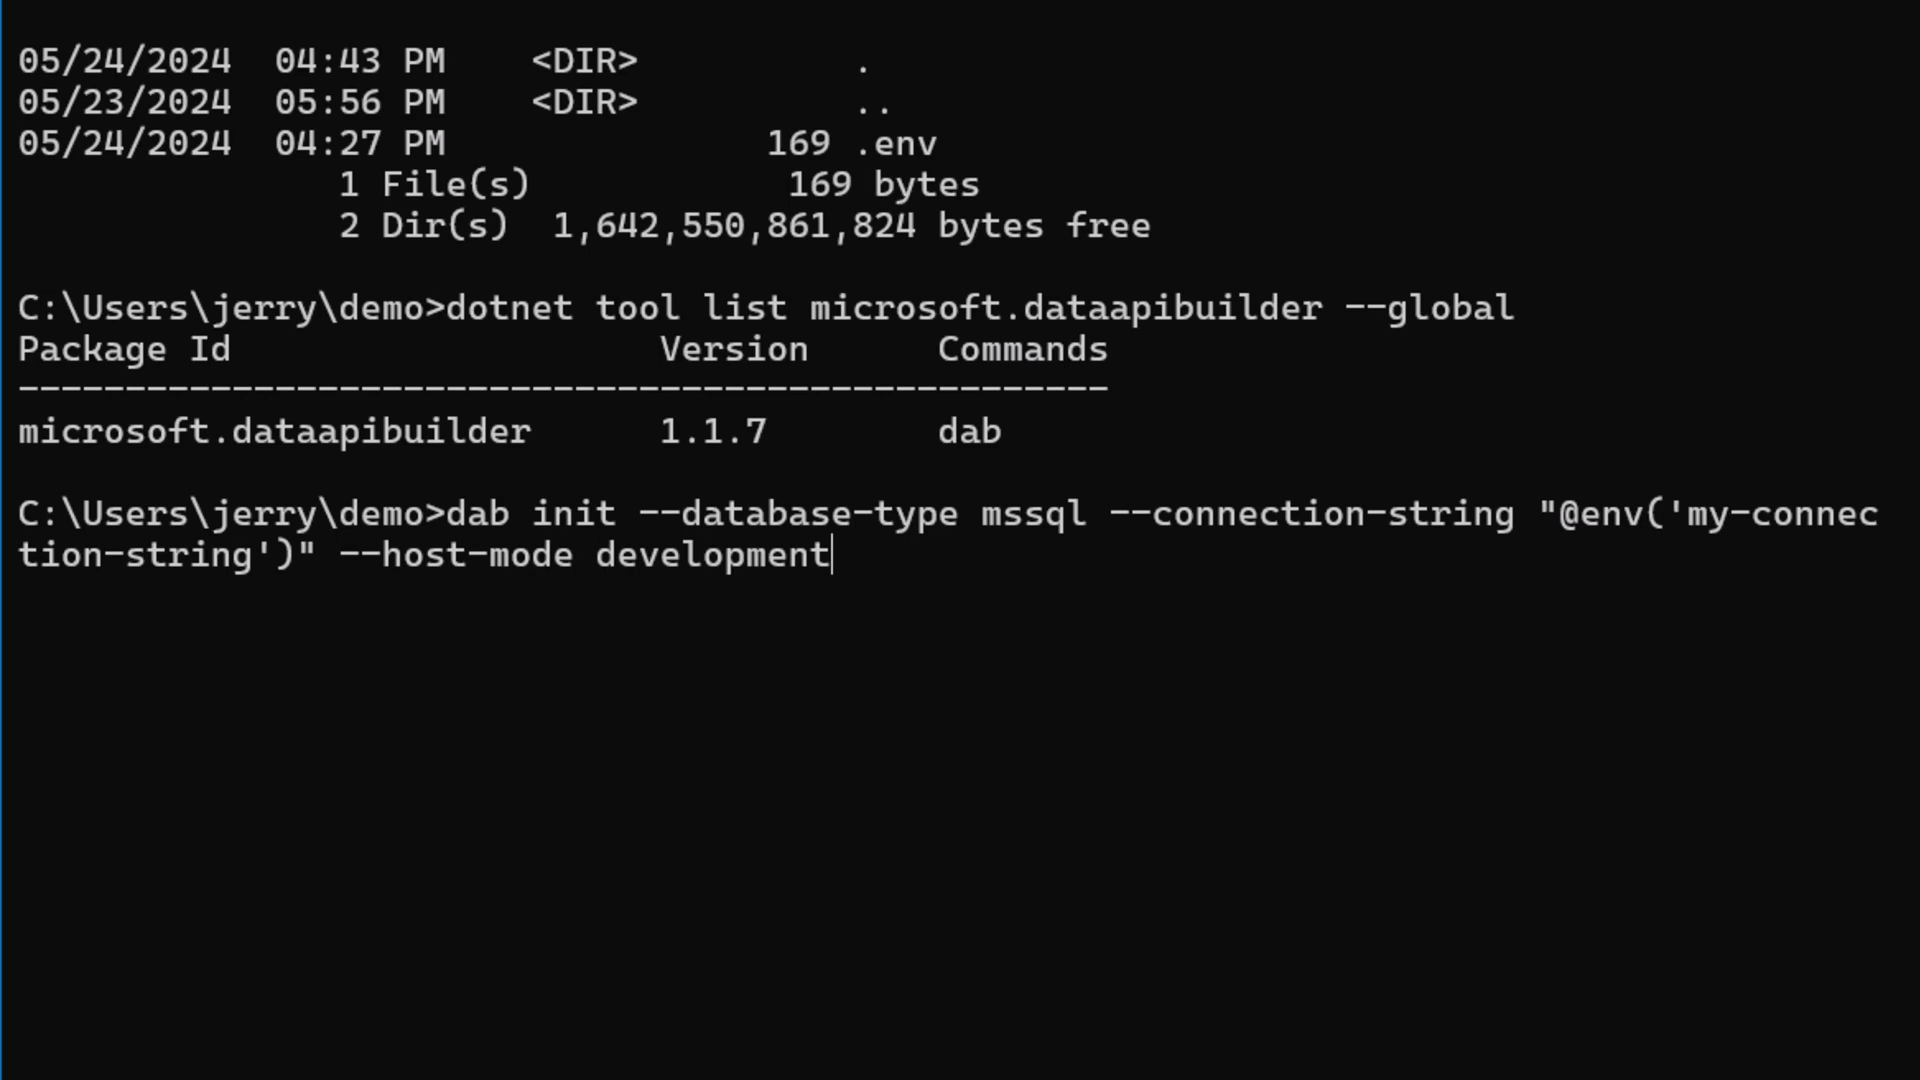 05/24/2024  04:43 PM    <DIR>          .
05/23/2024  05:56 PM    <DIR>          ..
05/24/2024  04:27 PM               169 .env
               1 File(s)            169 bytes
               2 Dir(s)  1,642,550,861,824 bytes free
C:\Users\jerry\demo>dotnet tool list microsoft.dataapibuilder --global
Package Id                    Version      Commands
---------------------------------------------------
microsoft.dataapibuilder      1.1.7        dab
C:\Users\jerry\demo>dab init --database-type mssql --connection-string "@env('my-connec
tion-string')" --host-mode development